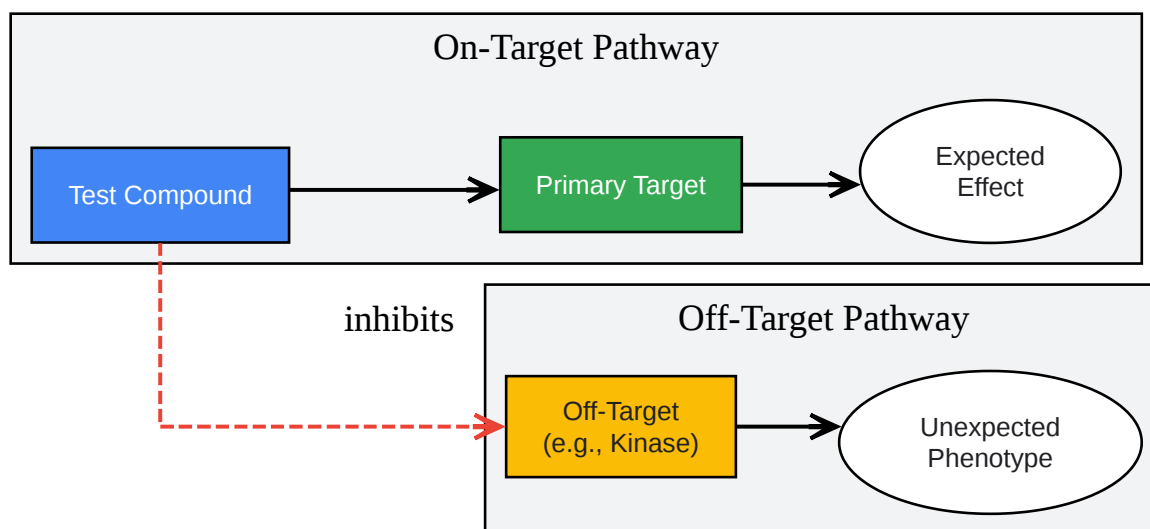 On-Target Pathway
Test Compound
Primary Target
Expected
Effect
inhibits
Off-Target Pathway
Off-Target
(e.g., Kinase)
Unexpected
Phenotype